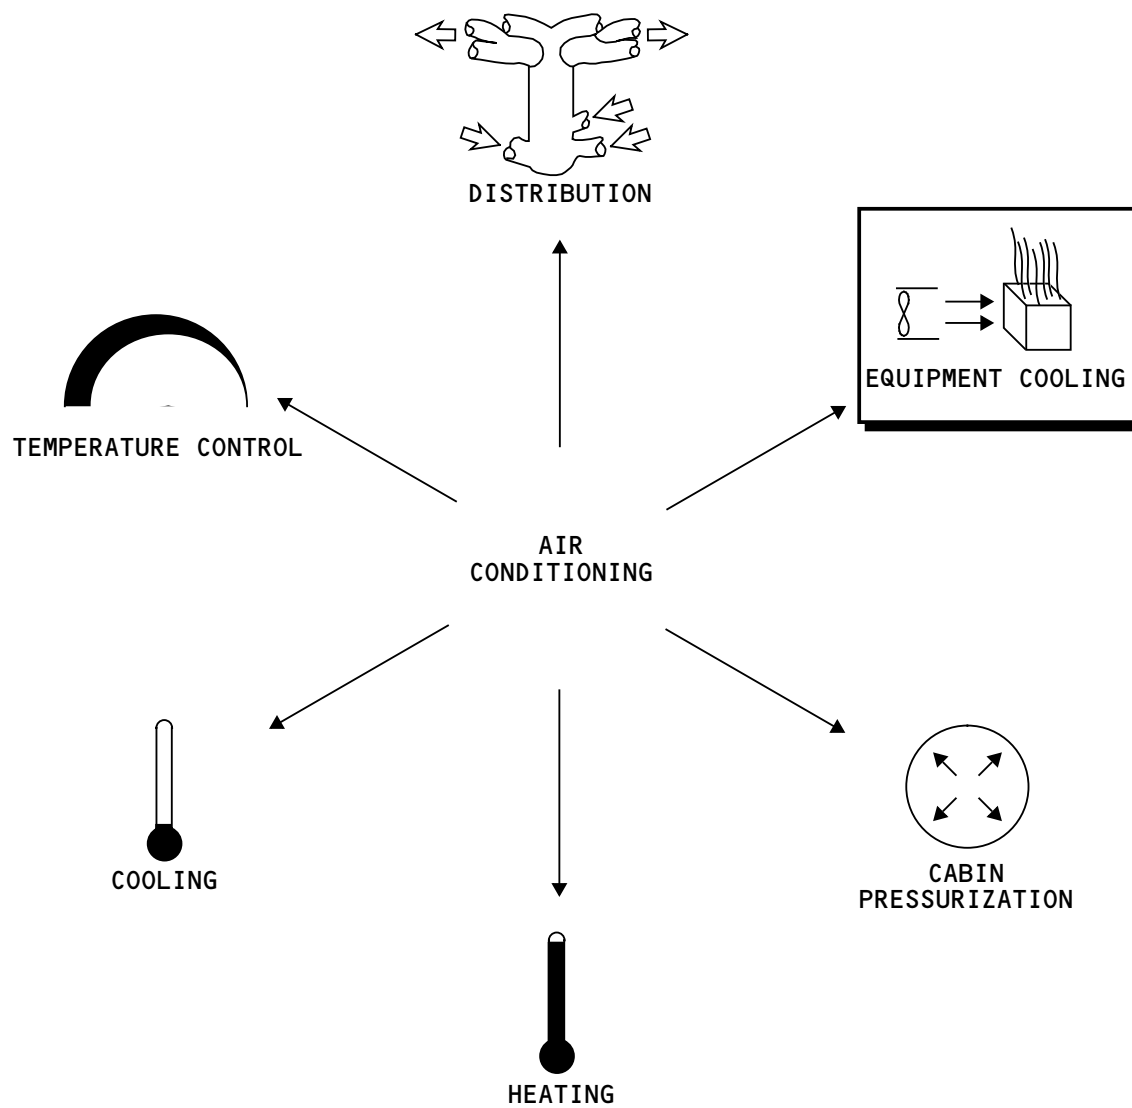 DISTRIBUTION
EQUIPMENT COOLING
TEMPERATURE CONTROL
AIR
CONDITIONING
COOLING
CABIN
PRESSURIZATION
HEATING